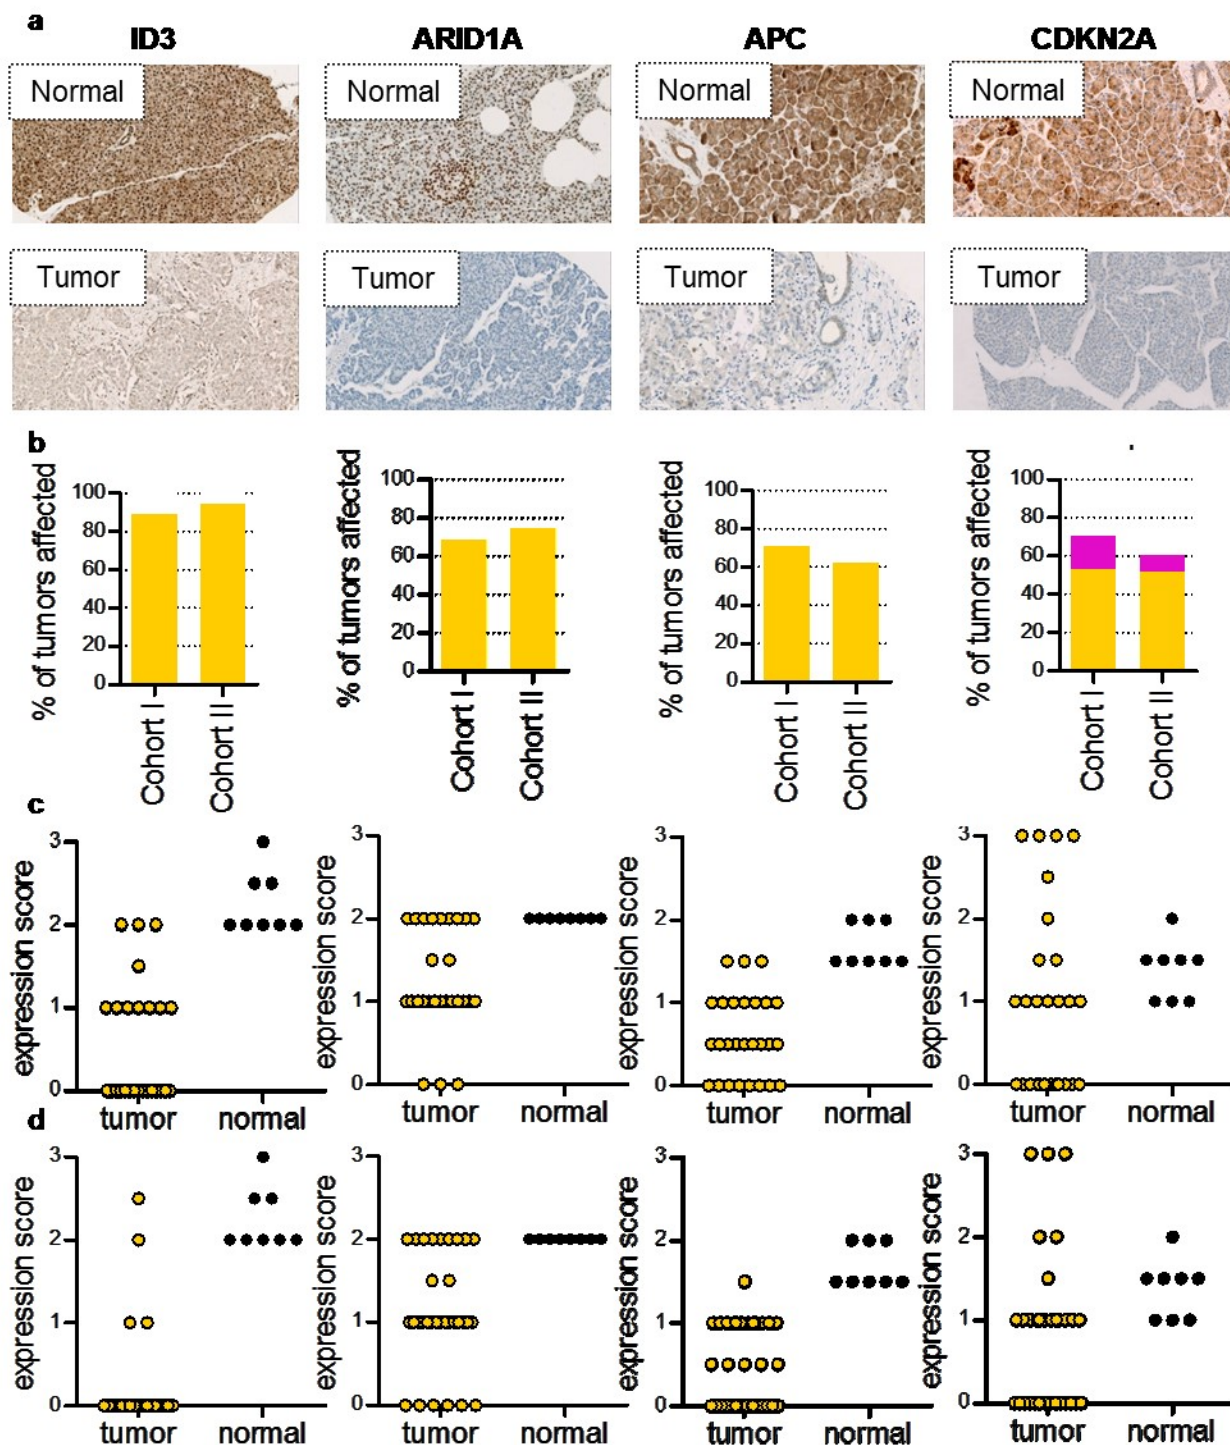 a
ID3 ARID1A APC CDKN2A
Normal Normal Normal Normal
Tumor Tumor Tumor Tumor
b
% of tumors affected % of tumors affected % of tumors affected % of tumors affected
100 100 100 100
80 80 80 80
60 60 60 60
40 40 40 40
20 20 20 20
0 0 0 0
Cohort I Cohort II Cohort I Cohort II Cohort I Cohort II Cohort I Cohort II
c
expression score expression score expression score expression score
3 3 3 3
2 2 2 2
1 1 1 1
0 0 0 0
tumor normal tumor normal tumor normal tumor normal
d
expression score expression score expression score expression score
3 3 3 3
2 2 2 2
1 1 1 1
0 0 0 0
tumor normal tumor normal tumor normal tumor normal